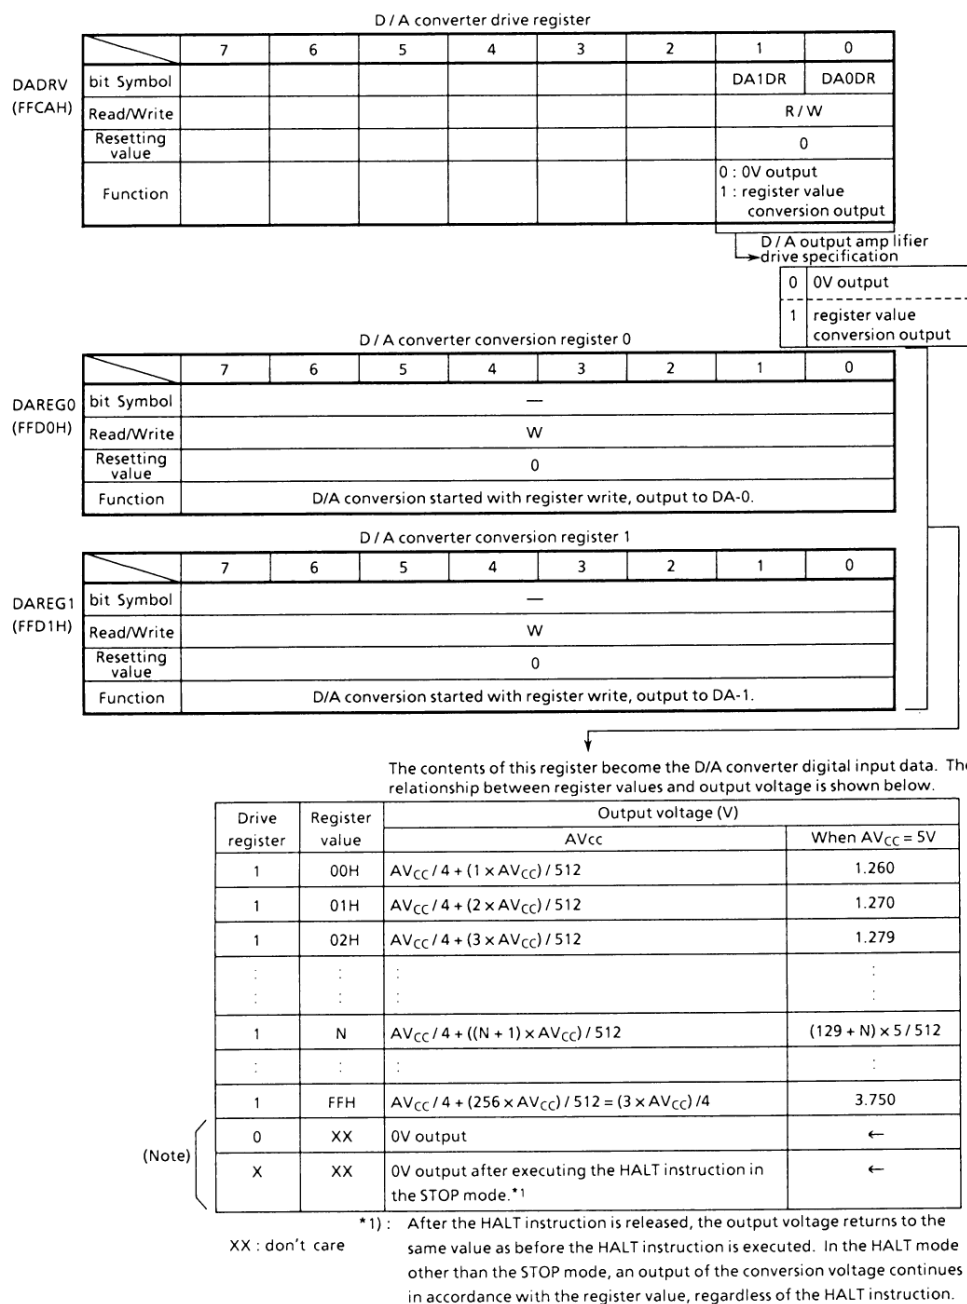 D / A converter drive register
7 6 5 4 3 2 1 0
DADRV
(FFCAH)
bit Symbol DA1DR DA0DR
Read/Write R / W
Resetting
value 0
Function 0 : 0V output
1 : register value
conversion output
D / A output amp lifier
drive specification
0 0V output
1 register value
conversion output
D / A converter conversion register 0
7 6 5 4 3 2 1 0
DAREG0
(FFD0H)
bit Symbol —
Read/Write W
Resetting
value 0
Function D/A conversion started with register write, output to DA-0.
D / A converter conversion register 1
7 6 5 4 3 2 1 0
DAREG1
(FFD1H)
bit Symbol —
Read/Write W
Resetting
value 0
Function D/A conversion started with register write, output to DA-1.
The contents of this register become the D/A converter digital input data. The
relationship between register values and output voltage is shown below.
Drive
register Register
value Output voltage (V)
AVcc When AVCC = 5V
1 00H AVCC / 4 + (1 x AVCC) / 512 1.260
1 01H AVCC / 4 + (2 x AVCC) / 512 1.270
1 02H AVCC / 4 + (3 x AVCC) / 512 1.279
: : : :
: : : :
1 N AVCC / 4 + ((N + 1) x AVCC) / 512 (129 + N) x 5 / 512
: : : :
1 FFH AVCC / 4 + (256 x AVCC) / 512 = (3 x AVCC) /4 3.750
(Note)
0 XX 0V output ←
X XX 0V output after executing the HALT instruction in
the STOP mode.*1 ←
*1) : After the HALT instruction is released, the output voltage returns to the
XX : don't care same value as before the HALT instruction is executed. In the HALT mode
other than the STOP mode, an output of the conversion voltage continues
in accordance with the register value, regardless of the HALT instruction.